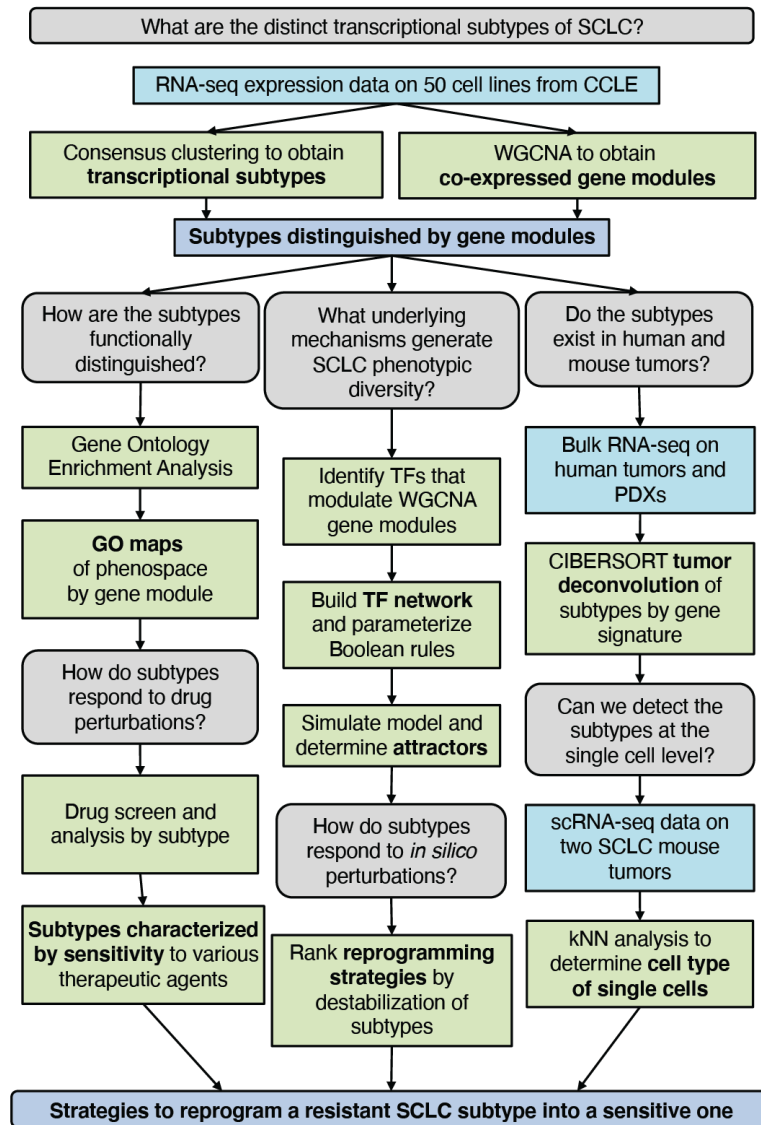 What are the distinct transcriptional subtypes of SCLC?
RNA-seq expression data on 50 cell lines from CCLE
Consensus clustering to obtain
transcriptional subtypes
WGCNA to obtain
co-expressed gene modules
Subtypes distinguished by gene modules
How are the subtypes
functionally
distinguished?
Gene Ontology
Enrichment Analysis
GO maps
of phenospace
by gene module
How do subtypes
respond to drug
perturbations?
Drug screen and
analysis by subtype
Subtypes characterized
by sensitivity to various
therapeutic agents
What underlying
mechanisms generate
SCLC phenotypic
diversity?
Identify TFs that
modulate WGCNA
gene modules
Build TF network
and parameterize
Boolean rules
Simulate model and
determine attractors
How do subtypes
respond to in silico
perturbations?
Rank reprogramming
strategies by
destabilization of
subtypes
Do the subtypes
exist in human and
mouse tumors?
Bulk RNA-seq on
human tumors and
PDXs
CIBERSORT tumor
deconvolution of
subtypes by gene
signature
Can we detect the
subtypes at the
single cell level?
scRNA-seq data on
two SCLC mouse
tumors
kNN analysis to
determine cell type
of single cells
Strategies to reprogram a resistant SCLC subtype into a sensitive one